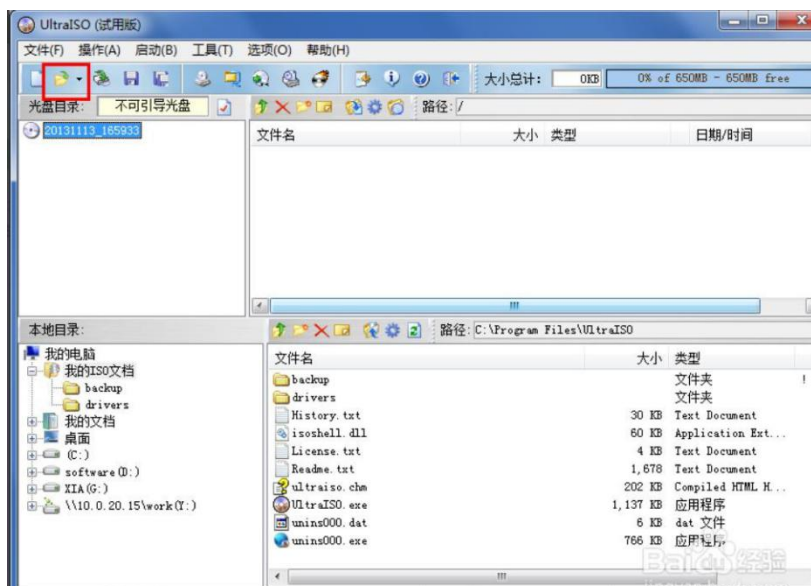 UltraISO (试用版)
文件(F) 操作(A) 启动(B) 工具(T) 选项(O) 帮助(H)
大小总计: 0KB 0% of 650MB - 650MB free
光盘目录: 不可引导光盘 路径: /
20131113_165933
文件名 大小 类型 日期/时间
本地目录: 路径: C:\Program Files\UltraISO
我的电脑
我的ISO文档
backup
drivers
我的文档
桌面
(C:)
software(D:)
XIA(G:)
\\10.0.20.15\work(Y:)
文件名 大小 类型
backup 文件夹
drivers 文件夹
History.txt 30 KB Text Document
isoshell.dll 60 KB Application Ext...
License.txt 4 KB Text Document
Readme.txt 1,678 Text Document
ultraiso.chm 202 KB Compiled HTML H...
UltraISO.exe 1,137 KB 应用程序
unins000.dat 6 KB dat 文件
unins000.exe 766 KB 应用程序
Baidu经验